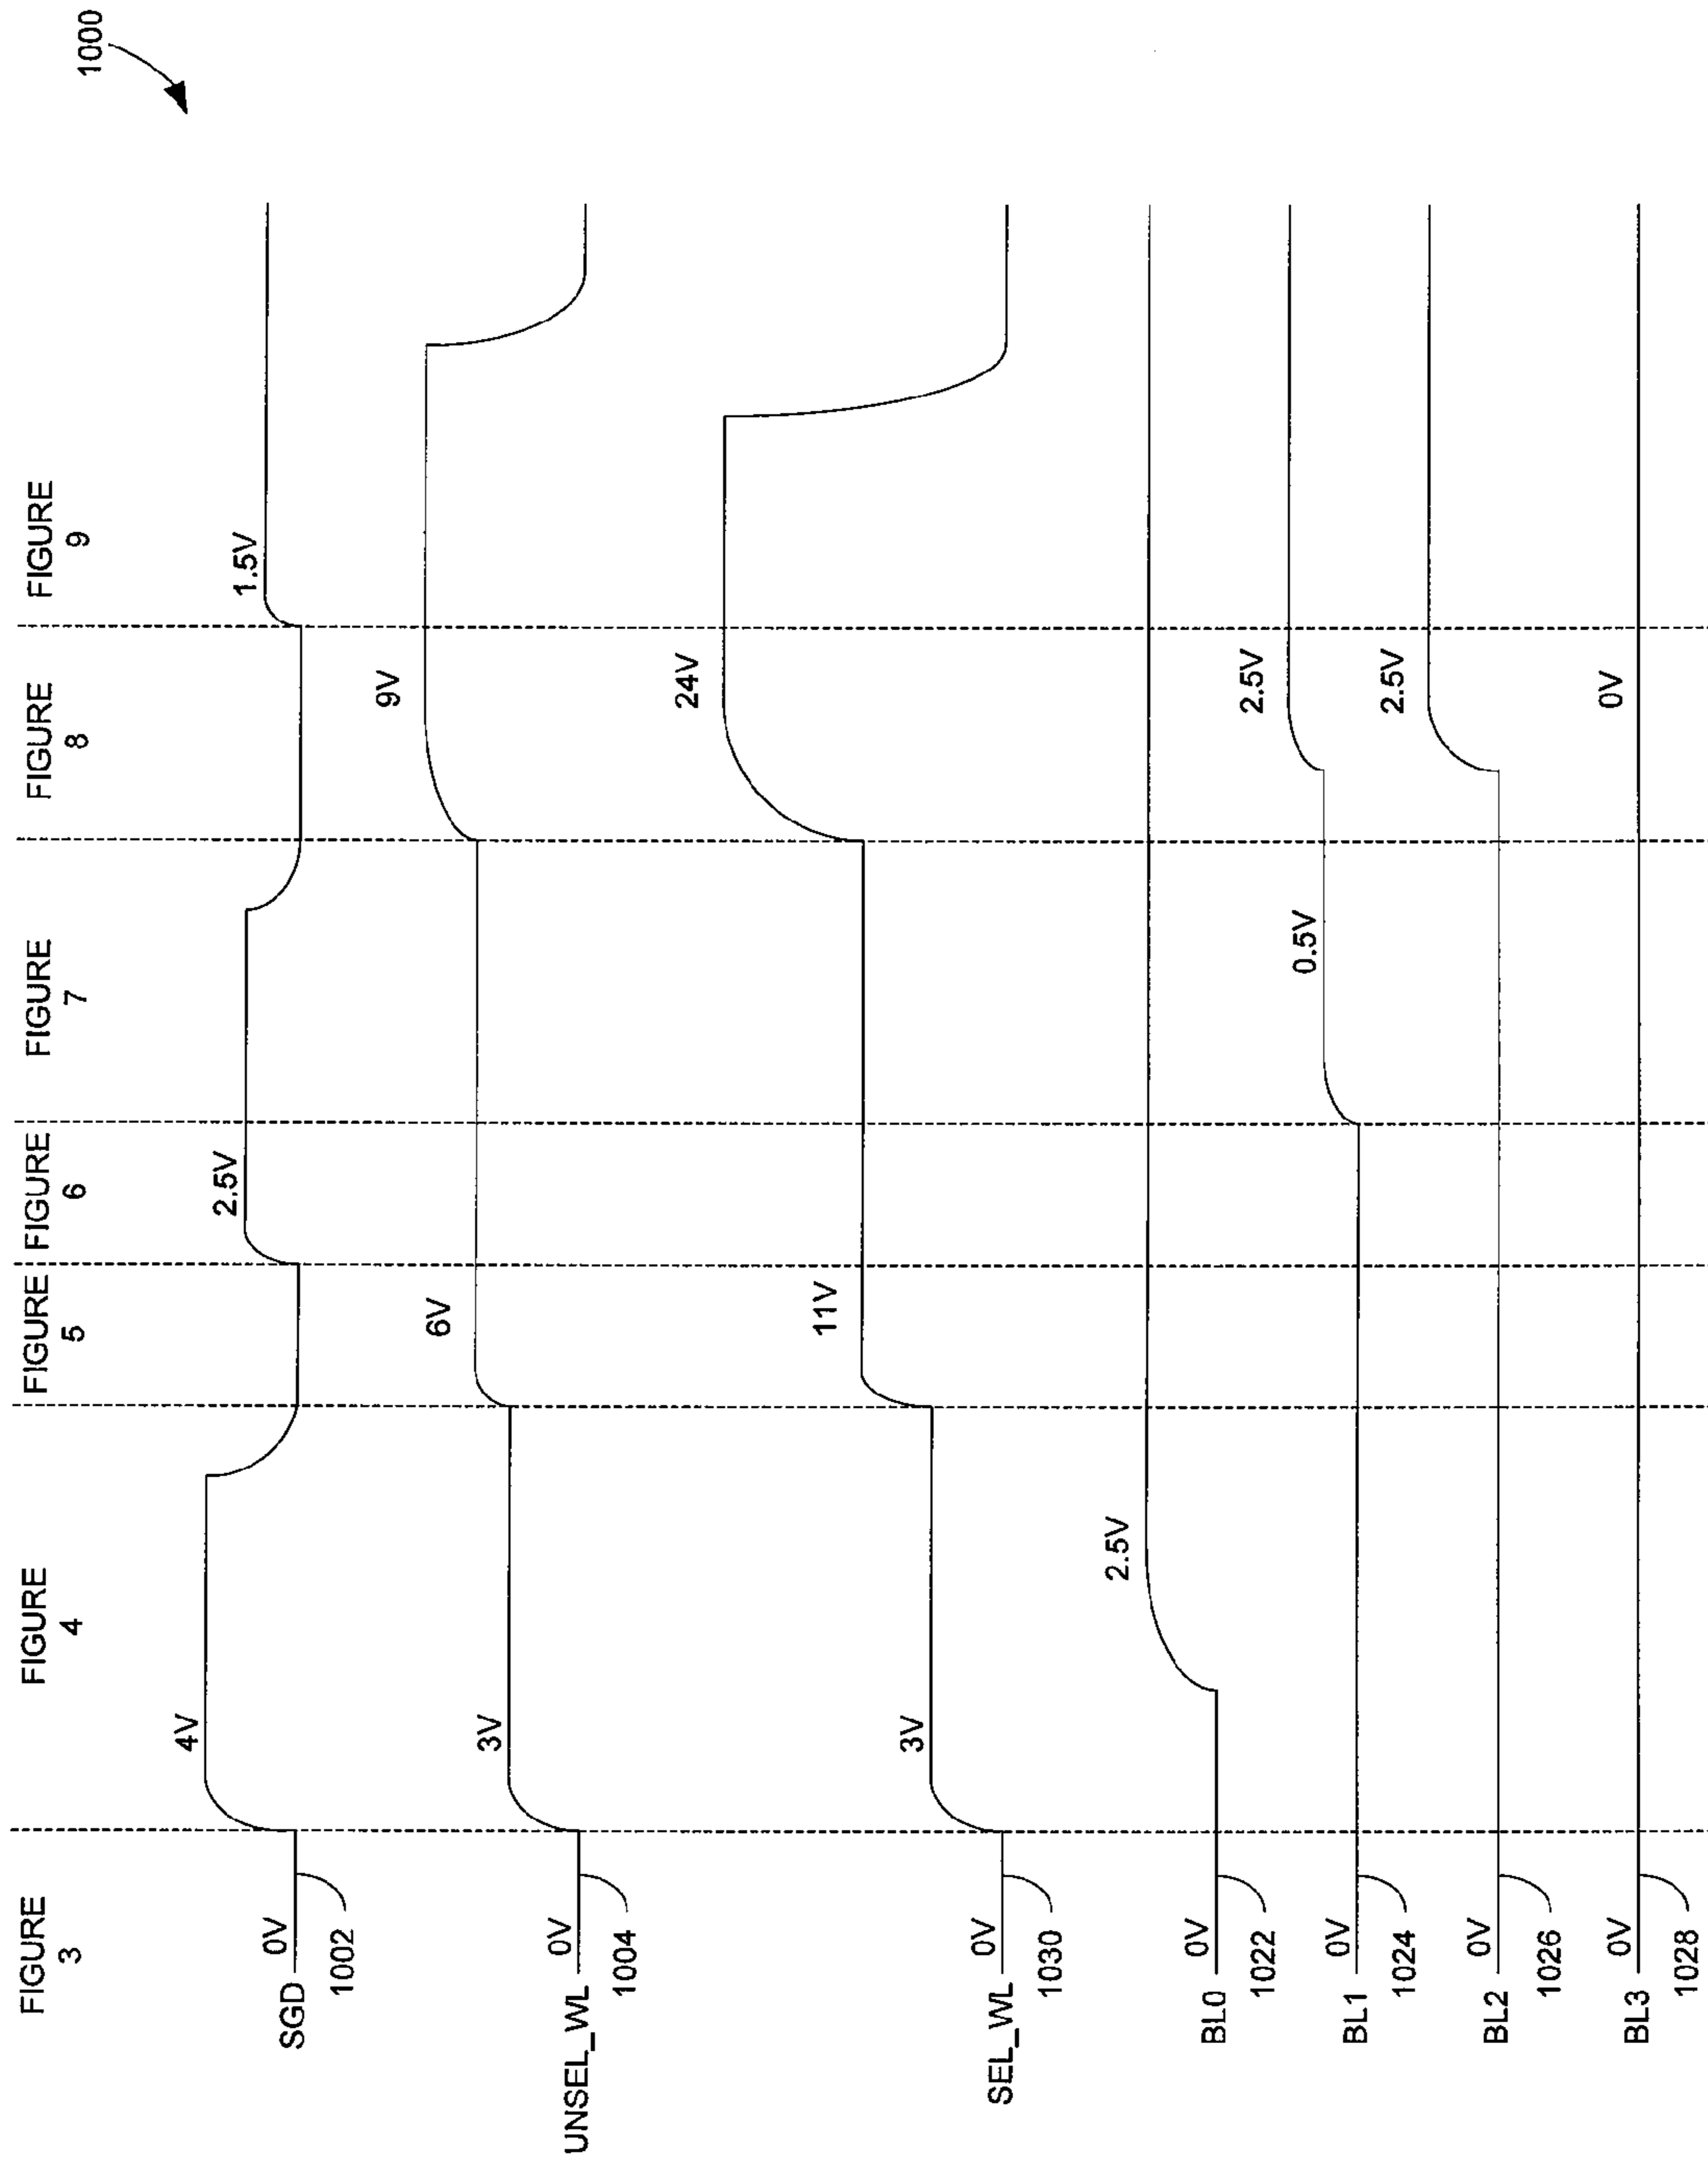 1000
FIGURE
3
FIGURE
4
FIGURE
5
FIGURE
6
FIGURE
7
FIGURE
8
FIGURE
9
SGD 0V 4V 2.5V 1.5V
1002
UNSEL_WL 0V 3V 6V 9V
1004
SEL_WL 0V 3V 11V 24V
1030
BL0 0V 2.5V
1022
BL1 0V 0.5V 2.5V
1024
BL2 0V 2.5V
1026
BL3 0V 0V
1028